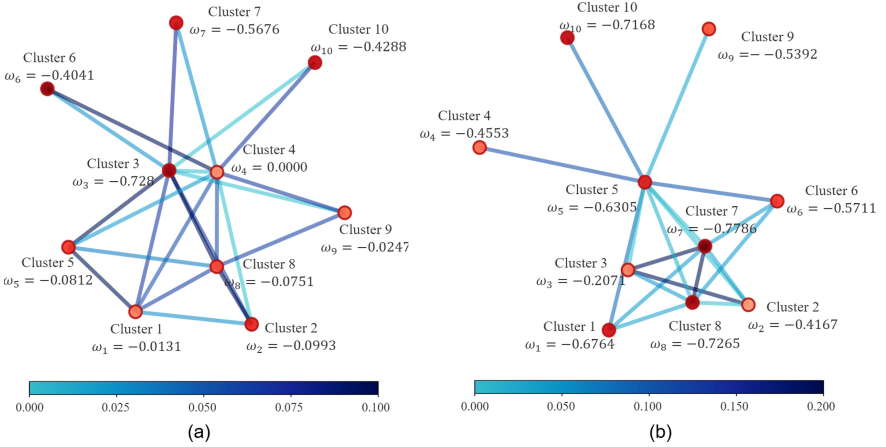 Cluster 7
ω₇ = −0.5676
Cluster 10
ω₁₀ = −0.4288
Cluster 6
ω₆ = −0.4041
Cluster 3
ω₃ = −0.728
Cluster 4
ω₄ = 0.0000
Cluster 9
ω₉ = −0.0247
Cluster 5
ω₅ = −0.0812
Cluster 8
ω₈ = −0.0751
Cluster 1
ω₁ = −0.0131
Cluster 2
ω₂ = −0.0993
0.000 0.025 0.050 0.075 0.100
(a)
Cluster 10
ω₁₀ = −0.7168
Cluster 9
ω₉ = − −0.5392
Cluster 4
ω₄ = −0.4553
Cluster 5
ω₅ = −0.6305
Cluster 6
ω₆ = −0.5711
Cluster 7
ω₇ = −0.7786
Cluster 3
ω₃ = −0.2071
Cluster 1
ω₁ = −0.6764
Cluster 8
ω₈ = −0.7265
Cluster 2
ω₂ = −0.4167
0.000 0.050 0.100 0.150 0.200
(b)